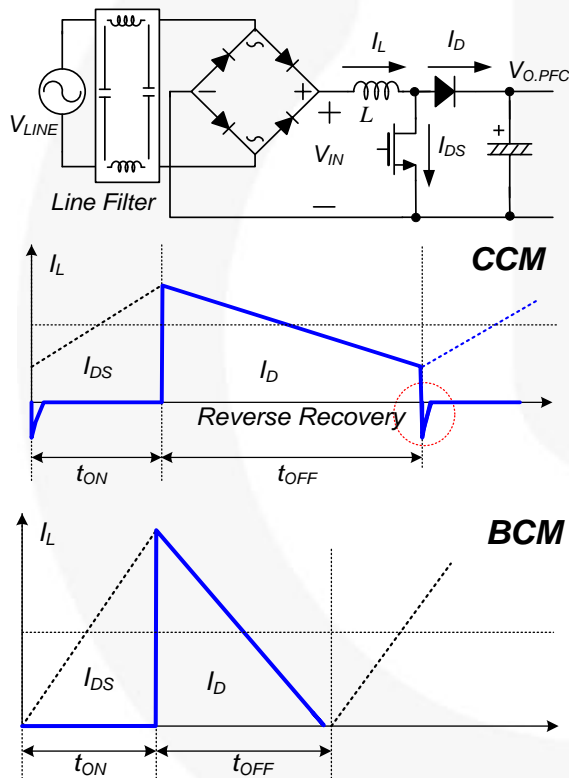 I_L
I_D
V_O.PFC
V_LINE
+
L
+
V_IN
I_DS
+
−
−
Line Filter
CCM
I_L
I_DS
I_D
Reverse Recovery
t_ON
t_OFF
BCM
I_L
I_DS
I_D
t_ON
t_OFF